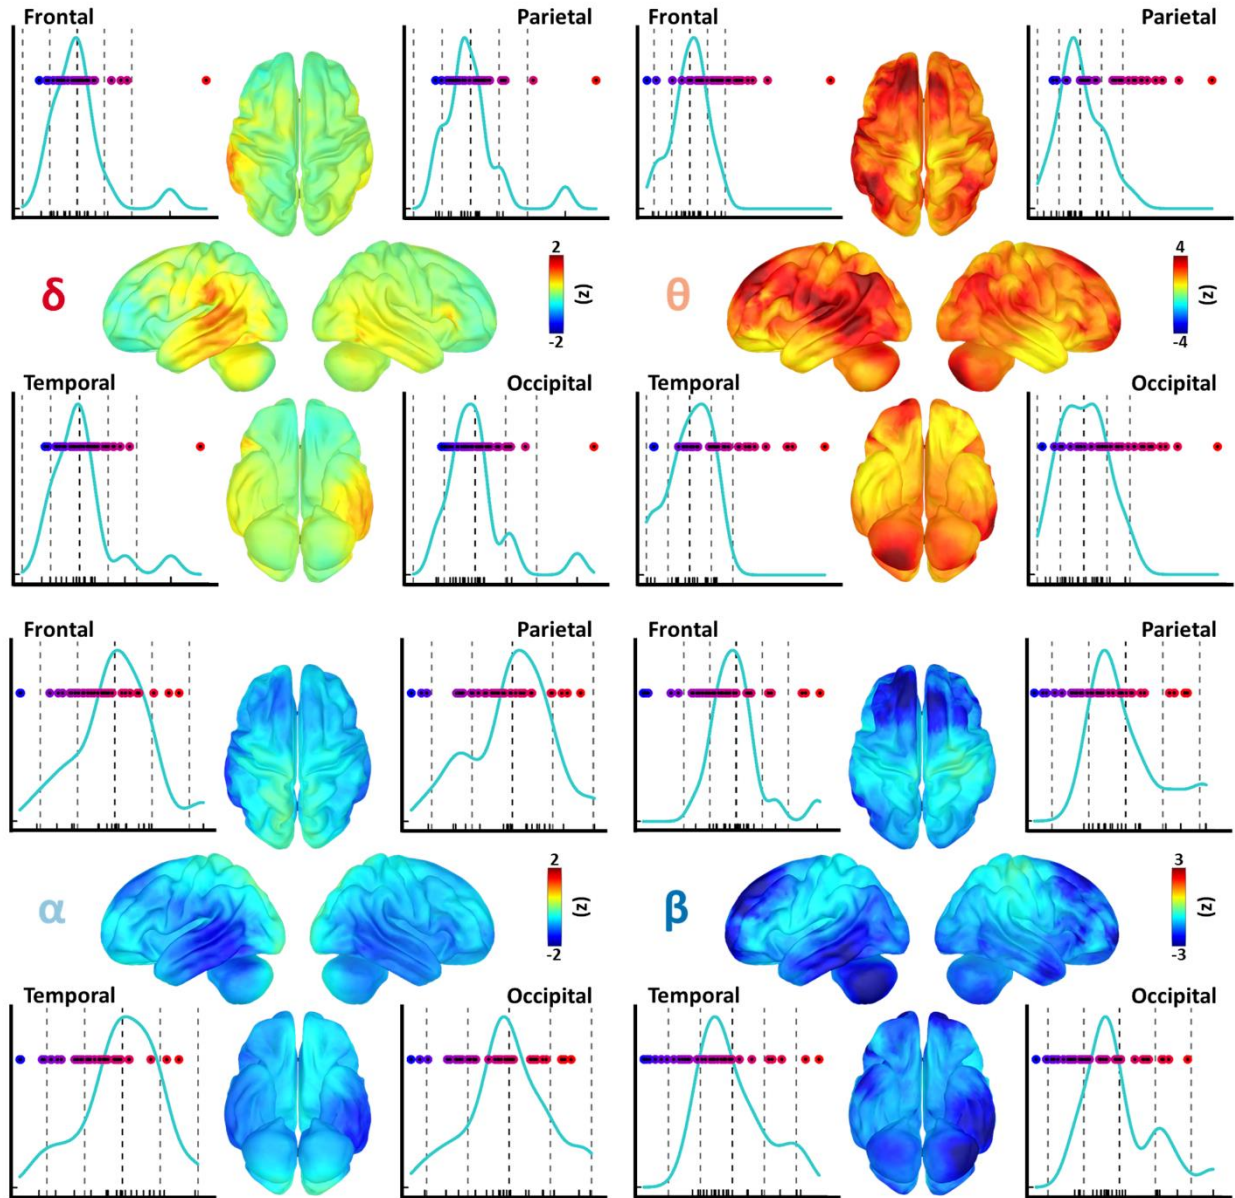 Frontal
Parietal
Frontal
Parietal
δ
2
(z)
-2
θ
4
(z)
-4
Temporal
Occipital
Temporal
Occipital
Frontal
Parietal
Frontal
Parietal
α
2
(z)
-2
β
3
(z)
-3
Temporal
Occipital
Temporal
Occipital